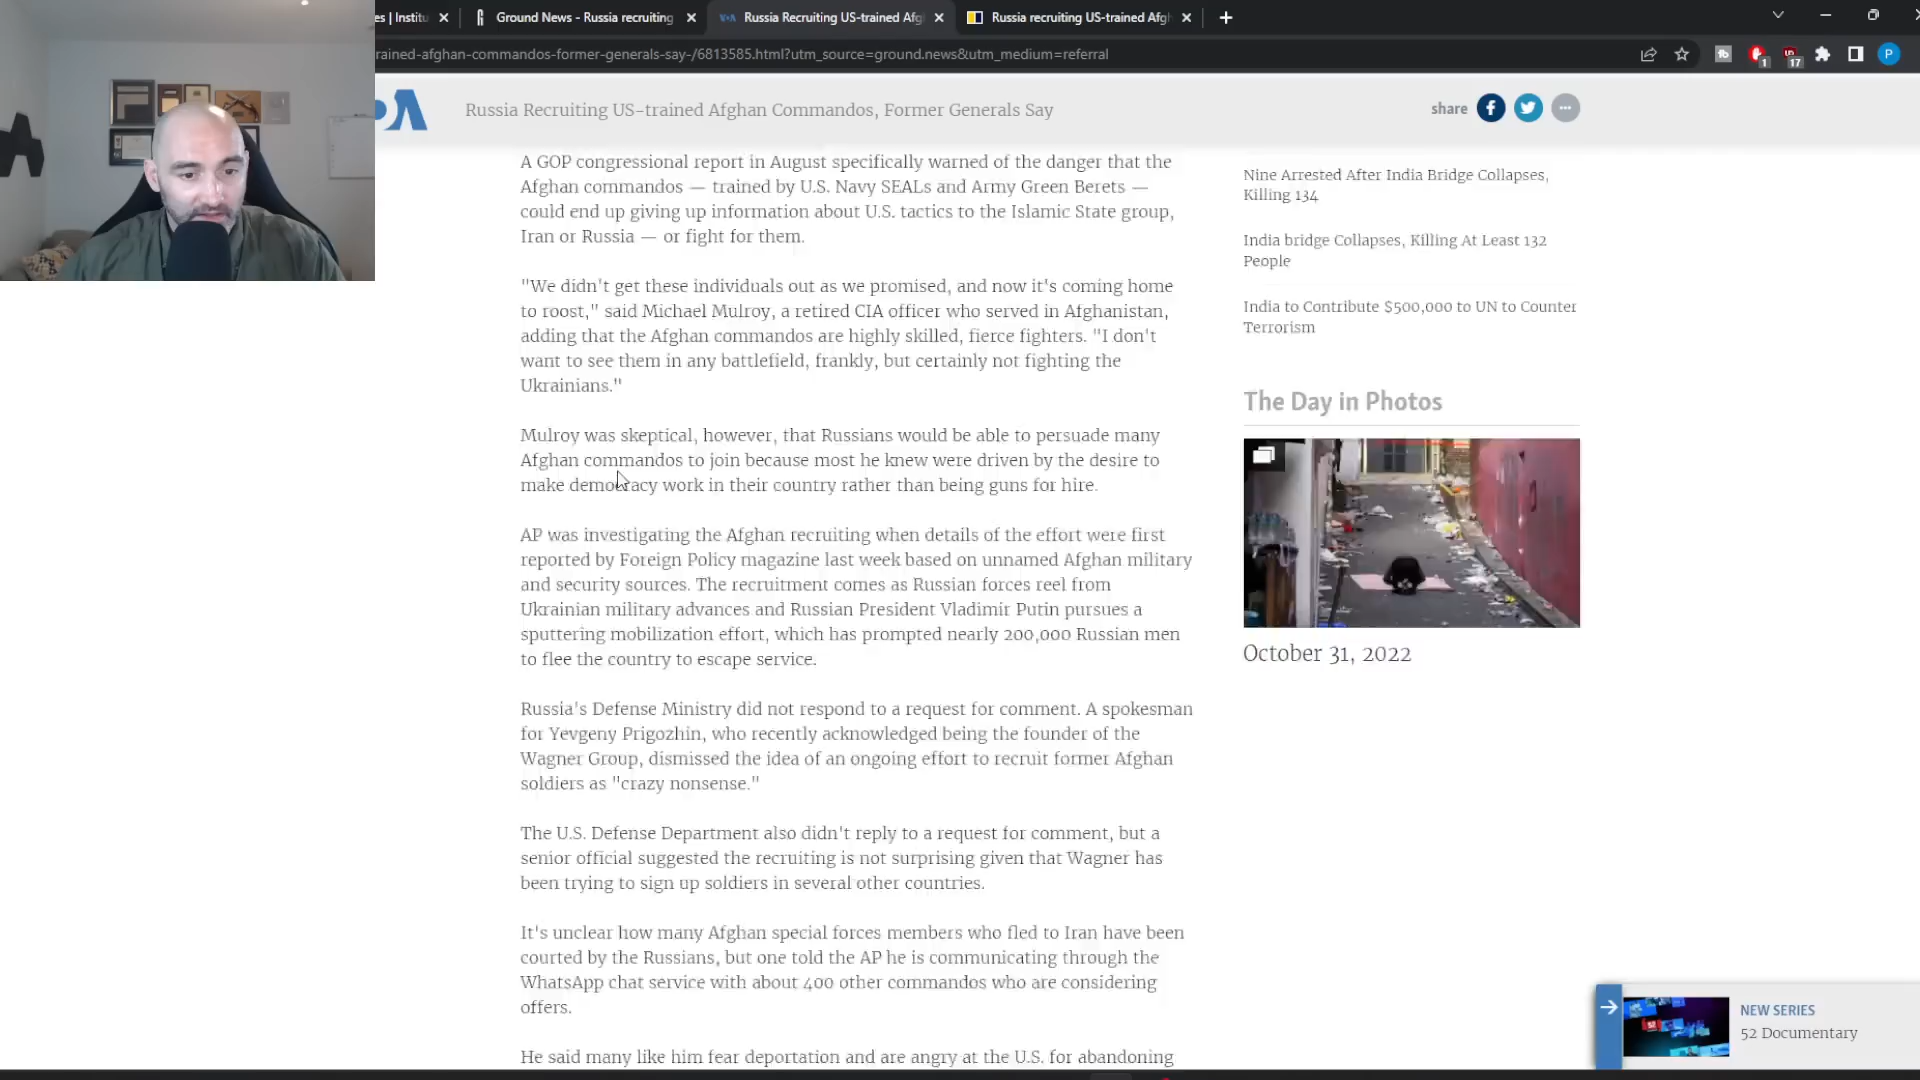 es | Institu
Ground News - Russia recruiting
VOA Russia Recruiting US-trained Afg
Russia recruiting US-trained Afgh
rained-afghan-commandos-former-generals-say-/6813585.html?utm_source=ground.news&utm_medium=referral
1
17
P
OA
Russia Recruiting US-trained Afghan Commandos, Former Generals Say
share
A GOP congressional report in August specifically warned of the danger that the
Afghan commandos — trained by U.S. Navy SEALs and Army Green Berets —
could end up giving up information about U.S. tactics to the Islamic State group,
Iran or Russia — or fight for them.
"We didn't get these individuals out as we promised, and now it's coming home
to roost," said Michael Mulroy, a retired CIA officer who served in Afghanistan,
adding that the Afghan commandos are highly skilled, fierce fighters. "I don't
want to see them in any battlefield, frankly, but certainly not fighting the
Ukrainians."
Mulroy was skeptical, however, that Russians would be able to persuade many
Afghan commandos to join because most he knew were driven by the desire to
make democracy work in their country rather than being guns for hire.
AP was investigating the Afghan recruiting when details of the effort were first
reported by Foreign Policy magazine last week based on unnamed Afghan military
and security sources. The recruitment comes as Russian forces reel from
Ukrainian military advances and Russian President Vladimir Putin pursues a
sputtering mobilization effort, which has prompted nearly 200,000 Russian men
to flee the country to escape service.
Russia's Defense Ministry did not respond to a request for comment. A spokesman
for Yevgeny Prigozhin, who recently acknowledged being the founder of the
Wagner Group, dismissed the idea of an ongoing effort to recruit former Afghan
soldiers as "crazy nonsense."
The U.S. Defense Department also didn't reply to a request for comment, but a
senior official suggested the recruiting is not surprising given that Wagner has
been trying to sign up soldiers in several other countries.
It's unclear how many Afghan special forces members who fled to Iran have been
courted by the Russians, but one told the AP he is communicating through the
WhatsApp chat service with about 400 other commandos who are considering
offers.
He said many like him fear deportation and are angry at the U.S. for abandoning
Nine Arrested After India Bridge Collapses,
Killing 134
India bridge Collapses, Killing At Least 132
People
India to Contribute $500,000 to UN to Counter
Terrorism
The Day in Photos
October 31, 2022
NEW SERIES
52 Documentary